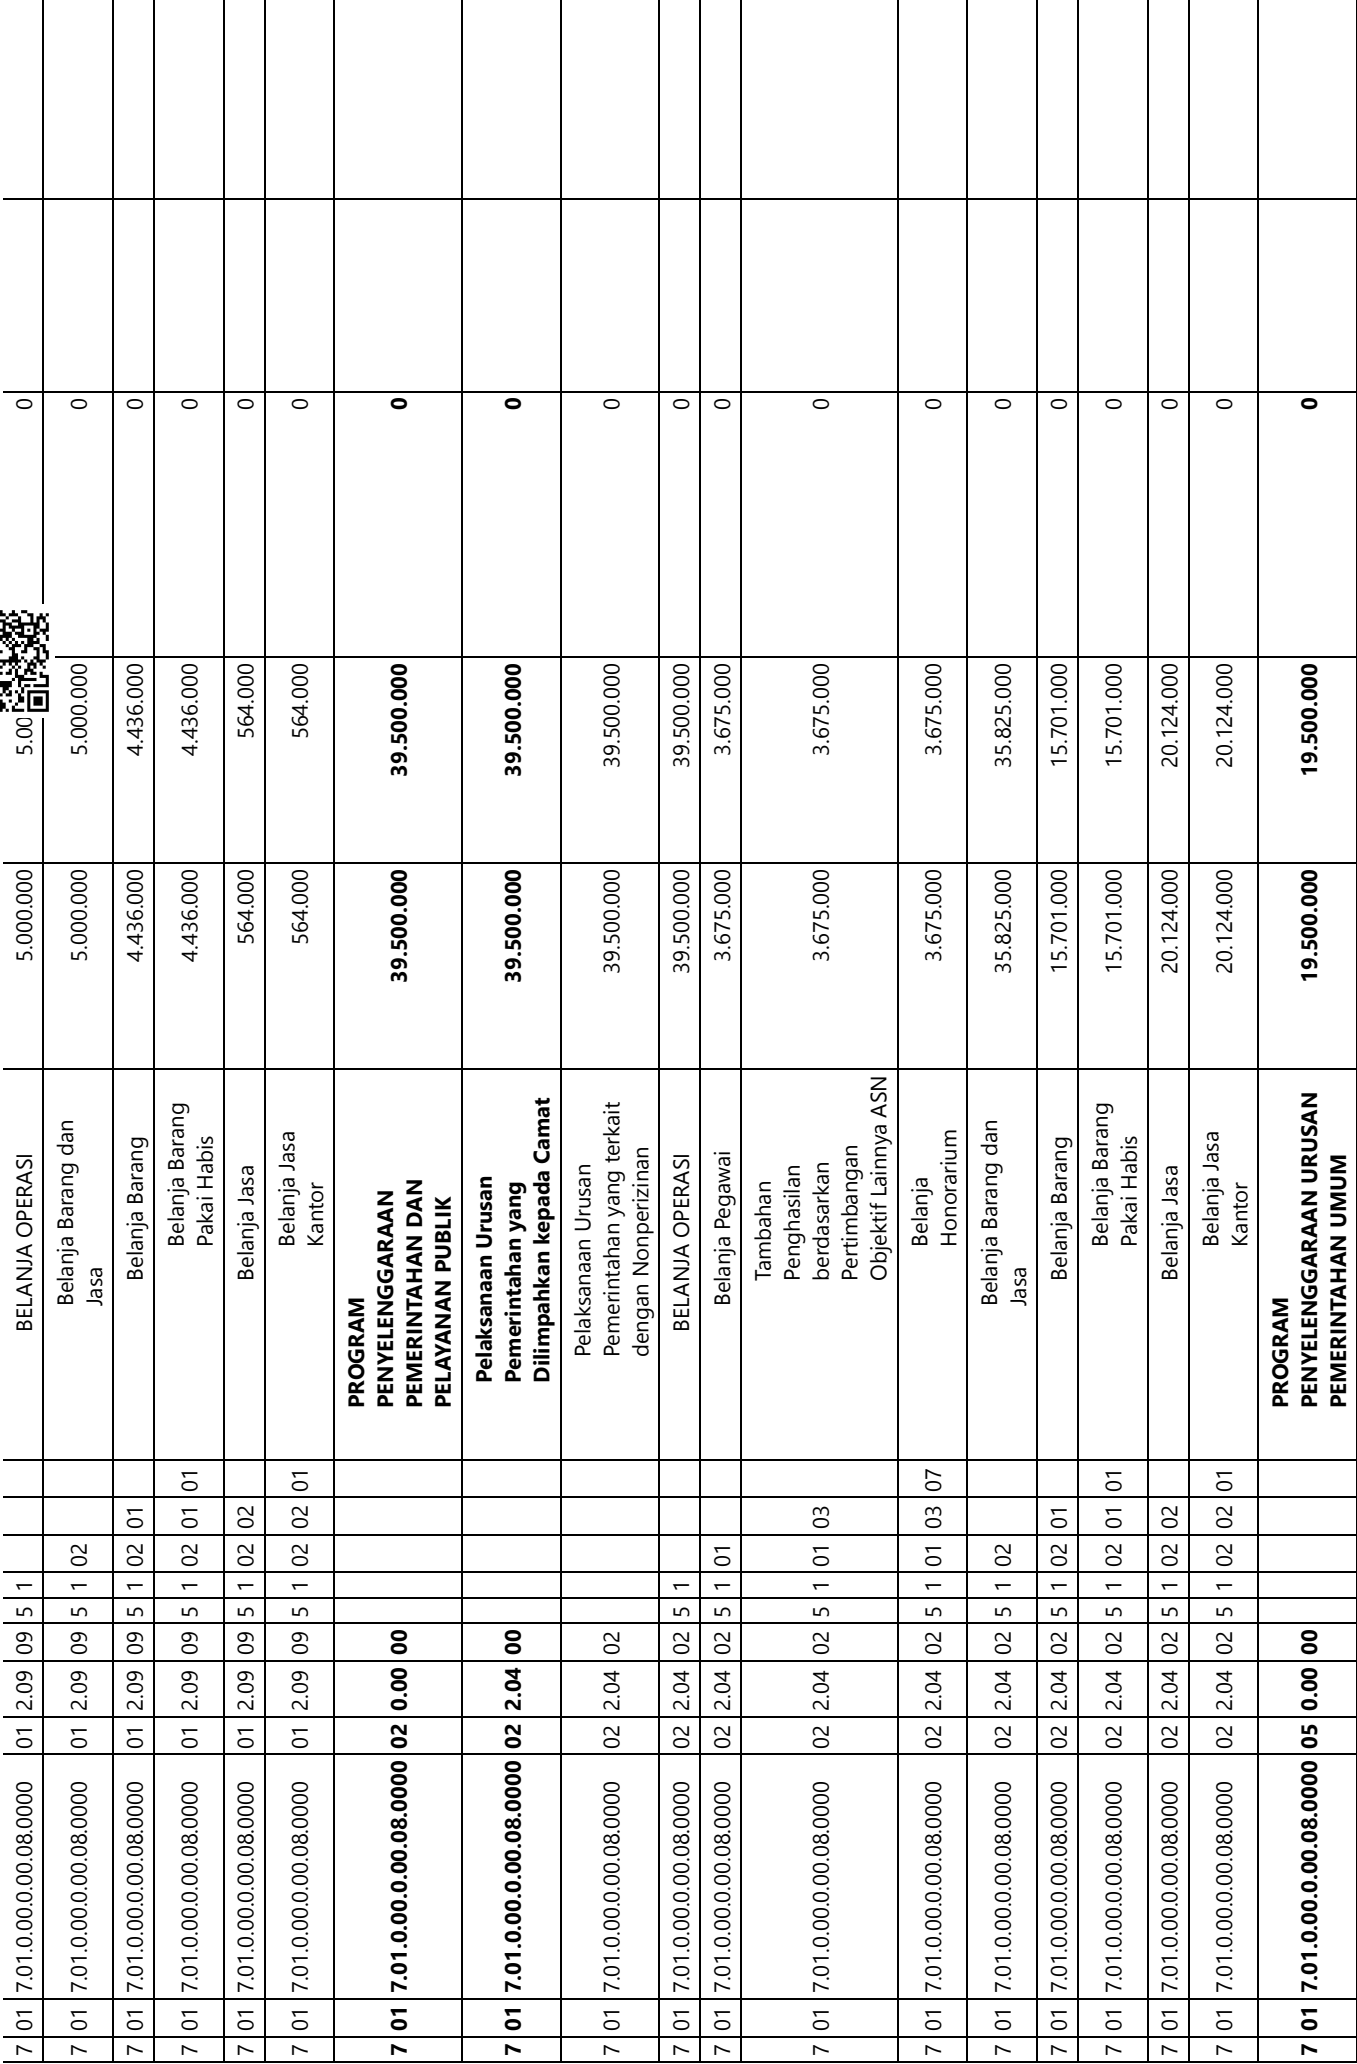 7 01 7.01.0.00.0.00.08.0000 01 2.09 09 5 1 BELANJA OPERASI 5.000.000 5.00 0
7 01 7.01.0.00.0.00.08.0000 01 2.09 09 5 1 02 Belanja Barang dan
Jasa 5.000.000 5.000.000 0
7 01 7.01.0.00.0.00.08.0000 01 2.09 09 5 1 02 01 Belanja Barang 4.436.000 4.436.000 0
7 01 7.01.0.00.0.00.08.0000 01 2.09 09 5 1 02 01 01 Belanja Barang
Pakai Habis 4.436.000 4.436.000 0
7 01 7.01.0.00.0.00.08.0000 01 2.09 09 5 1 02 02 Belanja Jasa 564.000 564.000 0
7 01 7.01.0.00.0.00.08.0000 01 2.09 09 5 1 02 02 01 Belanja Jasa
Kantor 564.000 564.000 0
7 01 7.01.0.00.0.00.08.0000 02 0.00 00 PROGRAM
PENYELENGGARAAN
PEMERINTAHAN DAN
PELAYANAN PUBLIK 39.500.000 39.500.000 0
7 01 7.01.0.00.0.00.08.0000 02 2.04 00 Pelaksanaan Urusan
Pemerintahan yang
Dilimpahkan kepada Camat 39.500.000 39.500.000 0
7 01 7.01.0.00.0.00.08.0000 02 2.04 02 Pelaksanaan Urusan
Pemerintahan yang terkait
dengan Nonperizinan 39.500.000 39.500.000 0
7 01 7.01.0.00.0.00.08.0000 02 2.04 02 5 1 BELANJA OPERASI 39.500.000 39.500.000 0
7 01 7.01.0.00.0.00.08.0000 02 2.04 02 5 1 01 Belanja Pegawai 3.675.000 3.675.000 0
7 01 7.01.0.00.0.00.08.0000 02 2.04 02 5 1 01 03 Tambahan
Penghasilan
berdasarkan
Pertimbangan
Objektif Lainnya ASN 3.675.000 3.675.000 0
7 01 7.01.0.00.0.00.08.0000 02 2.04 02 5 1 01 03 07 Belanja
Honorarium 3.675.000 3.675.000 0
7 01 7.01.0.00.0.00.08.0000 02 2.04 02 5 1 02 Belanja Barang dan
Jasa 35.825.000 35.825.000 0
7 01 7.01.0.00.0.00.08.0000 02 2.04 02 5 1 02 01 Belanja Barang 15.701.000 15.701.000 0
7 01 7.01.0.00.0.00.08.0000 02 2.04 02 5 1 02 01 01 Belanja Barang
Pakai Habis 15.701.000 15.701.000 0
7 01 7.01.0.00.0.00.08.0000 02 2.04 02 5 1 02 02 Belanja Jasa 20.124.000 20.124.000 0
7 01 7.01.0.00.0.00.08.0000 02 2.04 02 5 1 02 02 01 Belanja Jasa
Kantor 20.124.000 20.124.000 0
7 01 7.01.0.00.0.00.08.0000 05 0.00 00 PROGRAM
PENYELENGGARAAN URUSAN
PEMERINTAHAN UMUM 19.500.000 19.500.000 0